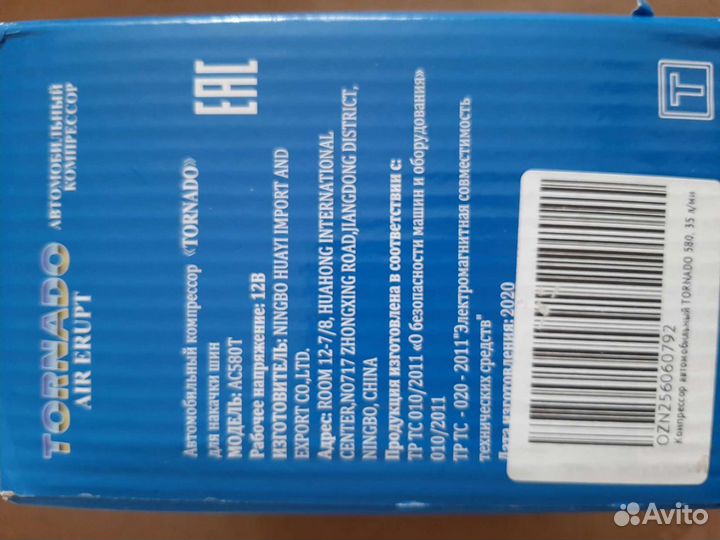 TORNADO
AIR ERUPT
АВТОМОБИЛЬНЫЙ
КОМПРЕССОР
EAC
T
Автомобильный компрессор «TORNADO»
для накачки шин
МОДЕЛЬ: AC580T
Рабочее напряжение: 12В
ИЗГОТОВИТЕЛЬ: NINGBO HUAYI IMPORT AND
EXPORT CO.,LTD.
Адрес: ROOM 12-7/8, HUAHONG INTERNATIONAL
CENTER,NO717 ZHONGXING ROAD,JIANGDONG DISTRICT,
NINGBO, CHINA
Продукция изготовлена в соответствии с:
ТР ТС 010/2011 «О безопасности машин и оборудования»
010/2011
ТР ТС - 020 - 2011"Электромагнитная совместимость
технических средств"
Дата изготовления: 2020
OZN256060792
Компрессор автомобильный TORNADO 580, 35 л/мин
Avito